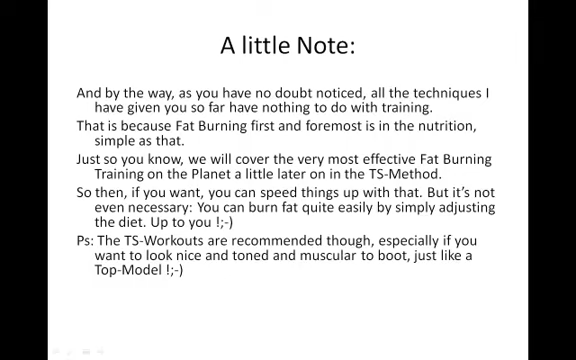 A little Note:
And by the way, as you have no doubt noticed, all the techniques I
have given you so far have nothing to do with training.
That is because Fat Burning first and foremost is in the nutrition,
simple as that.
Just so you know, we will cover the very most effective Fat Burning
Training on the Planet a little later on in the TS-Method.
So then, if you want, you can speed things up with that. But it's not
even necessary: You can burn fat quite easily by simply adjusting
the diet. Up to you !;-)
Ps: The TS-Workouts are recommended though, especially if you
want to look nice and toned and muscular to boot, just like a
Top-Model !;-)